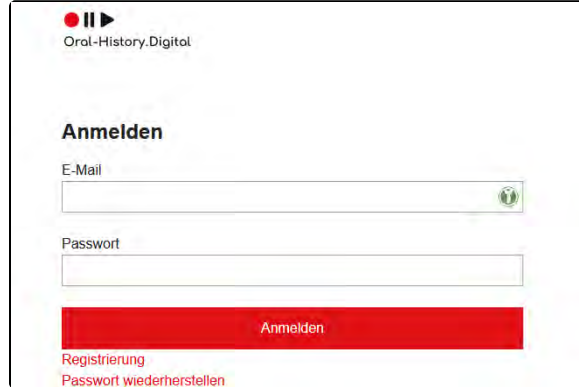 Oral-History.Digital
Anmelden
E-Mail
Passwort
Anmelden
Registrierung
Passwort wiederherstellen